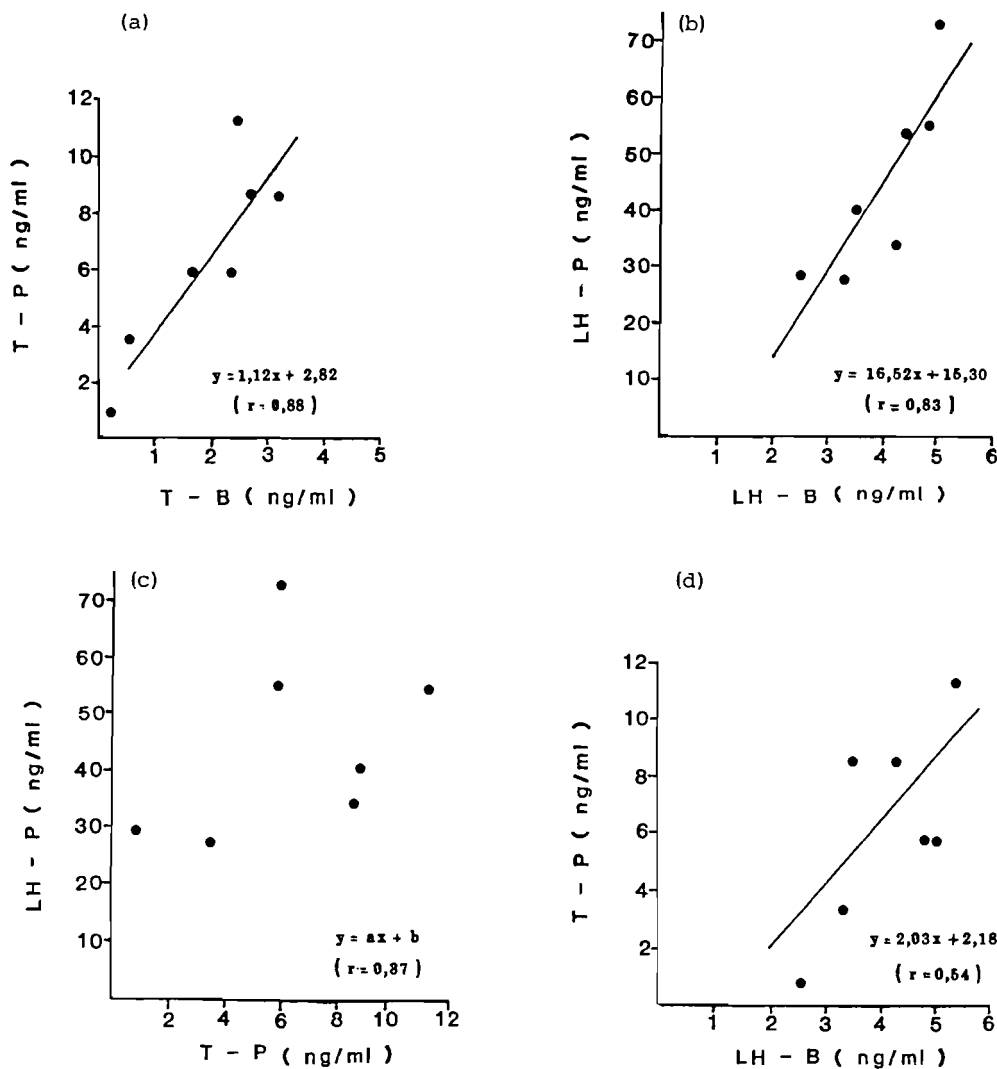 (a)
T - P ( ng/ml )
12
10
8
6
4
2
1
2
3
4
5
y = 1,12x + 2,82
( r = 0,88 )
T - B ( ng/ml )
(b)
LH - P ( ng/ml )
70
60
50
40
30
20
10
1
2
3
4
5
6
y = 16,52x + 15,30
( r = 0,83 )
LH - B ( ng/ml )
(c)
LH - P ( ng/ml )
70
60
50
40
30
20
10
2
4
6
8
10
12
y = ax + b
( r = 0,37 )
T - P ( ng/ml )
(d)
T - P ( ng/ml )
12
10
8
6
4
2
1
2
3
4
5
6
y = 2,03x + 2,18
( r = 0,54 )
LH - B ( ng/ml )